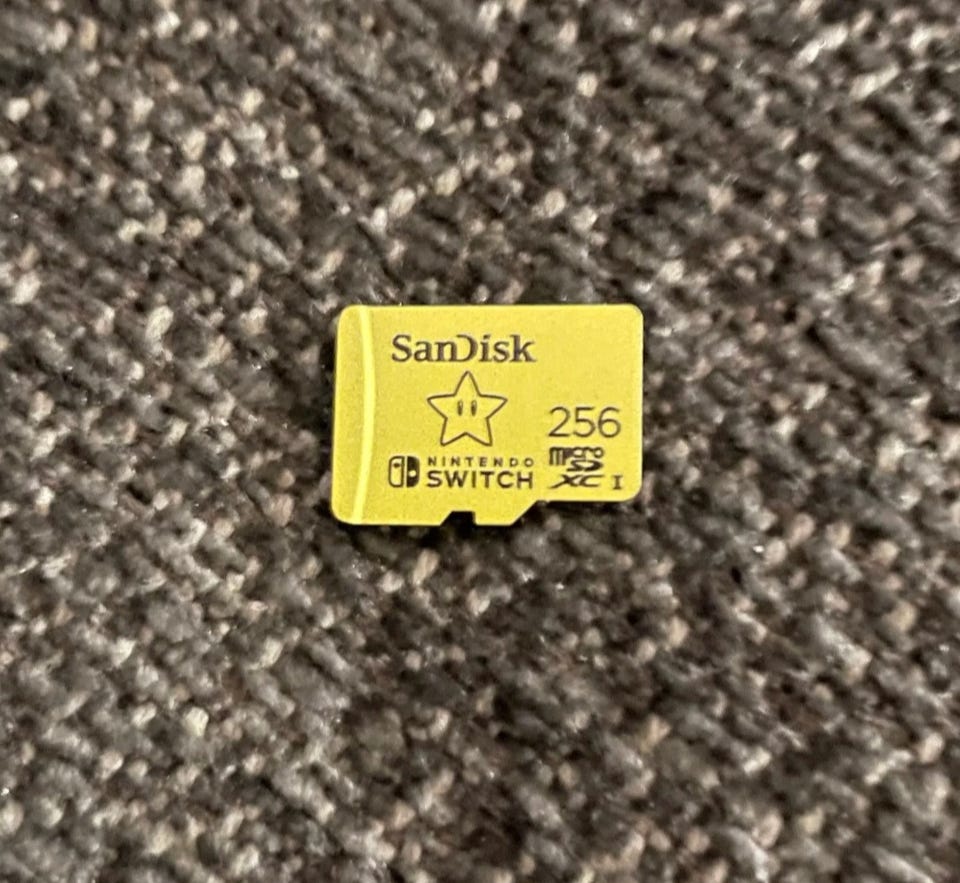 SanDisk
256
NINTENDO
SWITCH
micro
SD
XC I